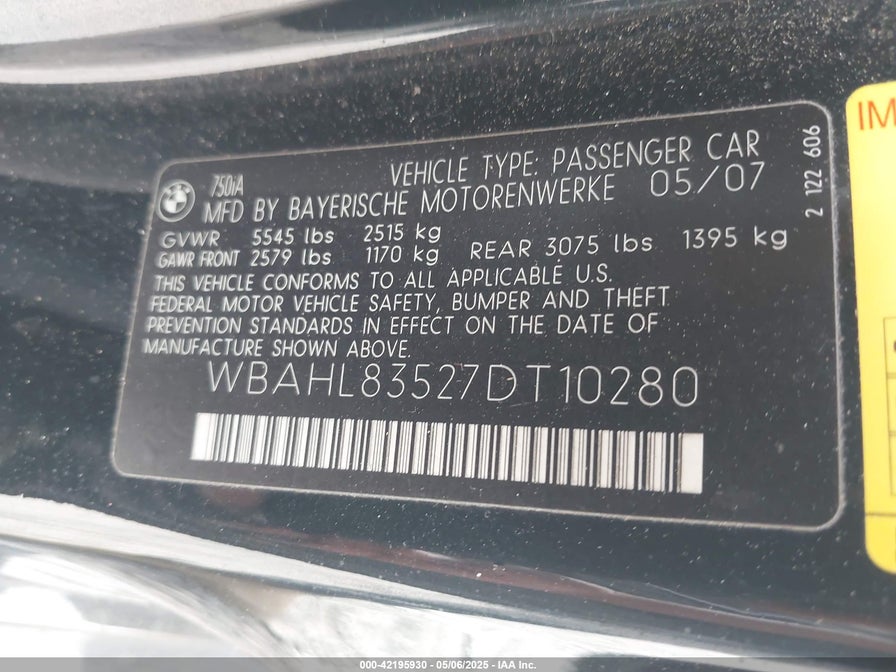 VEHICLE TYPE: PASSENGER CAR
750iA
MFD BY BAYERISCHE MOTORENWERKE 05/07
GVWR 5545 lbs 2515 kg
GAWR FRONT 2579 lbs 1170 kg REAR 3075 lbs 1395 kg
THIS VEHICLE CONFORMS TO ALL APPLICABLE U.S.
FEDERAL MOTOR VEHICLE SAFETY, BUMPER AND THEFT
PREVENTION STANDARDS IN EFFECT ON THE DATE OF
MANUFACTURE SHOWN ABOVE.
WBAHL83527DT10280
2 122 606
IM
000-42195930 - 05/06/2025 - IAA Inc.